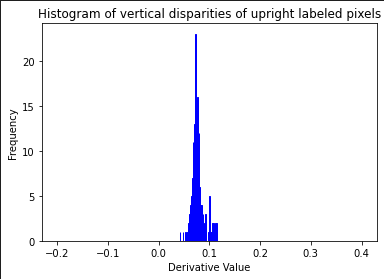 Histogram of vertical disparities of upright labeled pixels
Frequency
20
15
10
5
0
−0.2 −0.1 0.0 0.1 0.2 0.3 0.4
Derivative Value